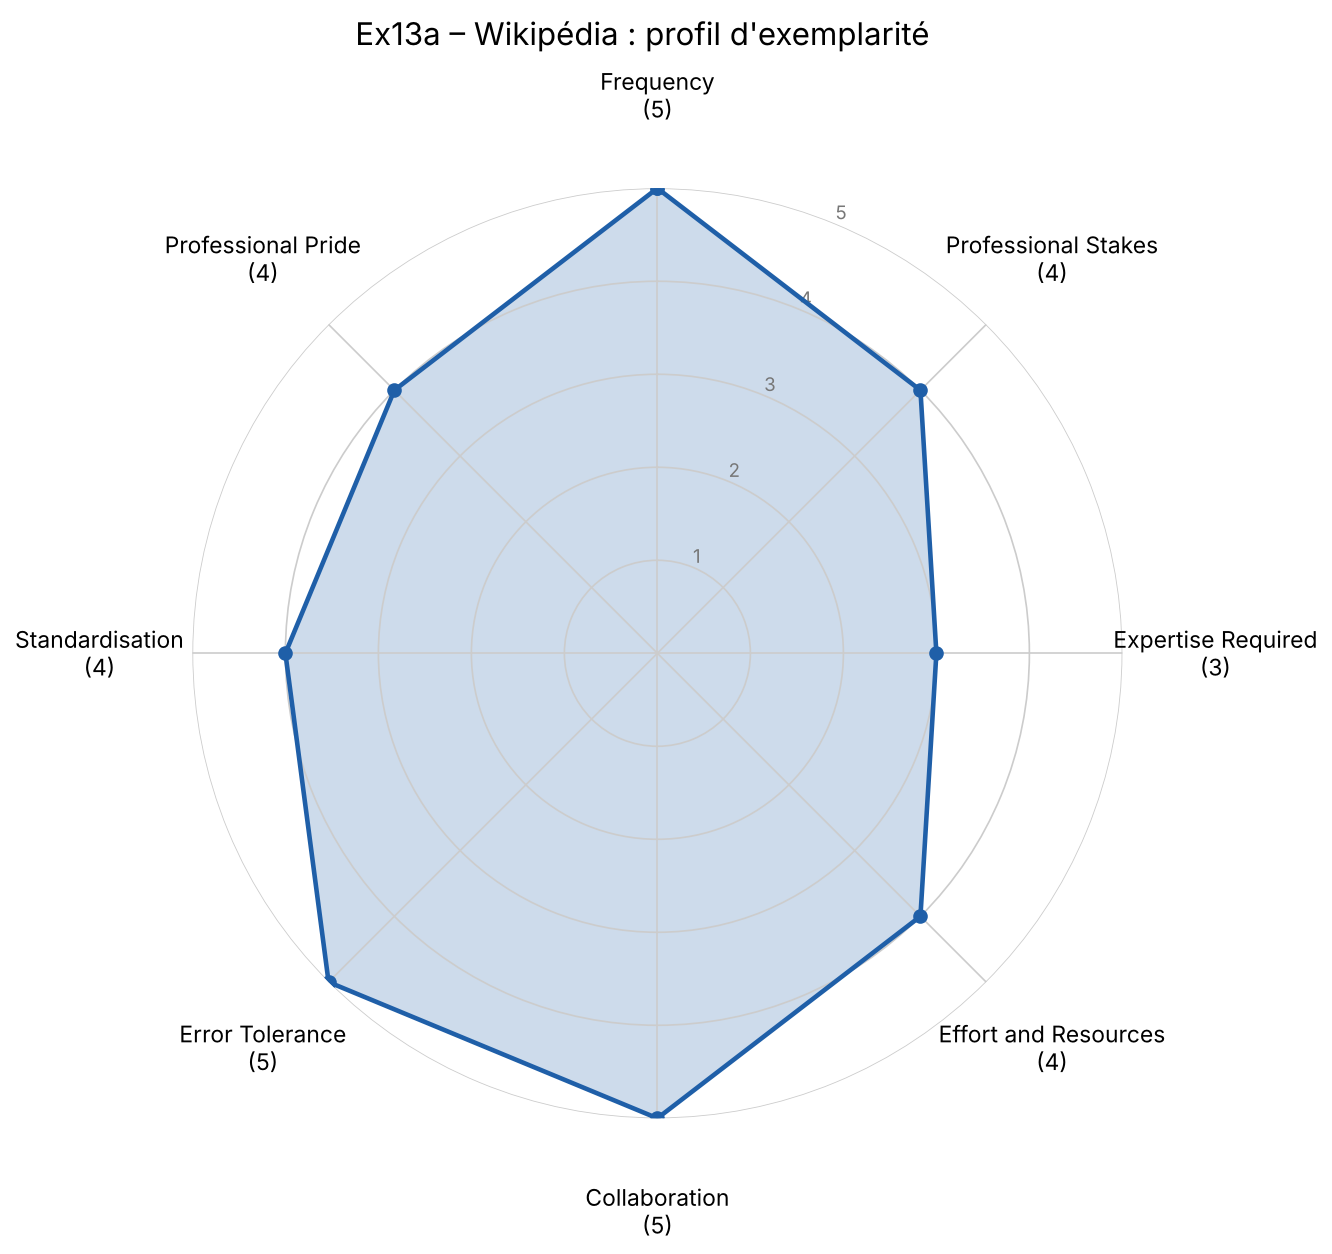 Ex13a – Wikipédia : profil d'exemplarité
Frequency
(5)
5
Professional Pride
(4)
Professional Stakes
(4)
4
3
2
1
Standardisation
(4)
Expertise Required
(3)
Error Tolerance
(5)
Effort and Resources
(4)
Collaboration
(5)